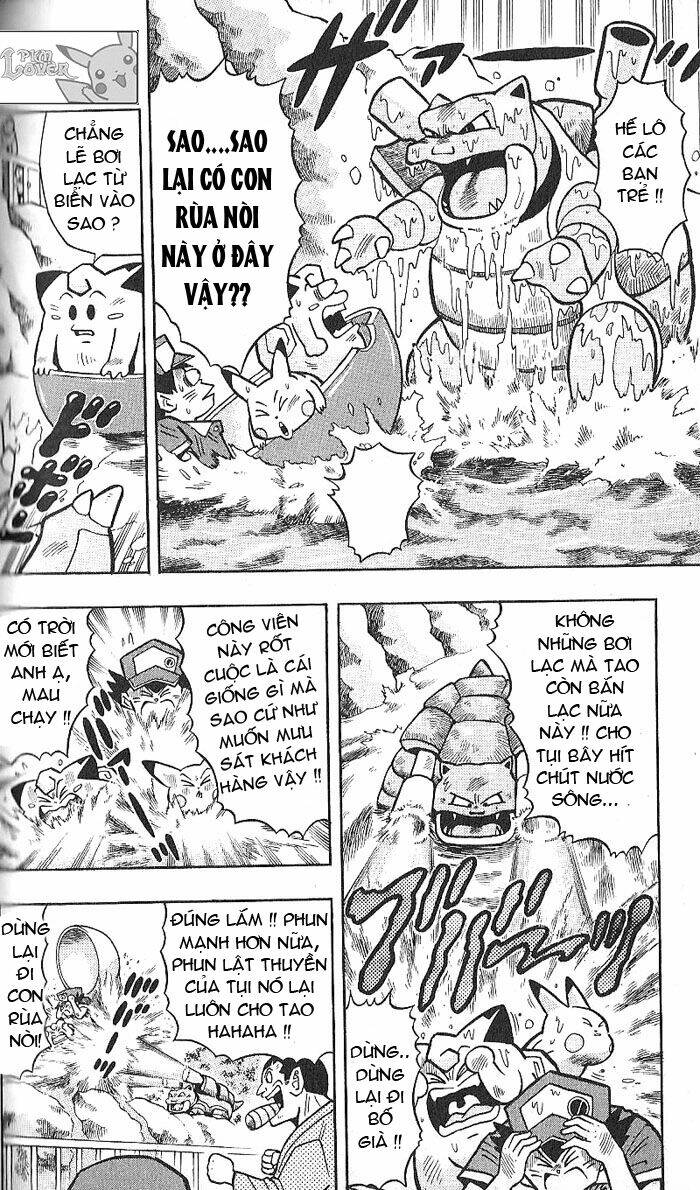 PKM
LOVER
HẾ LÔ
CÁC
BẠN
TRẺ !!
SAO....SAO
LẠI CÓ CON
RÙA NÒI
NÀY Ở ĐÂY
VẬY??
CHẲNG
LẼ BƠI
LẠC TỪ
BIỂN VÀO
SAO ?
ドドド
KHÔNG
NHỮNG BƠI
LẠC MÀ TAO
CÒN BẮN
LẠC NỮA
NÀY !! CHO
TỤI BÂY HÍT
CHÚT NƯỚC
SÔNG...
DỪNG..
DỪNG
LẠI ĐI
BỐ
GIÀ !!
CÔNG VIÊN
NÀY RỐT
CUỘC LÀ CÁI
GIỐNG GÌ MÀ
SAO CỨ NHƯ
MUỐN MƯU
SÁT KHÁCH
HÀNG VẬY !!
CÓ TRỜI
MỚI BIẾT
ANH Ạ,
MAU
CHẠY !!
ĐÚNG LẮM !! PHUN
MẠNH HƠN NỮA,
PHUN LẬT THUYỀN
CỦA TỤI NÓ LẠI
LUÔN CHO TAO
HAHAHA !!
DỪNG
LẠI ĐI
CON
RÙA
NÒI!